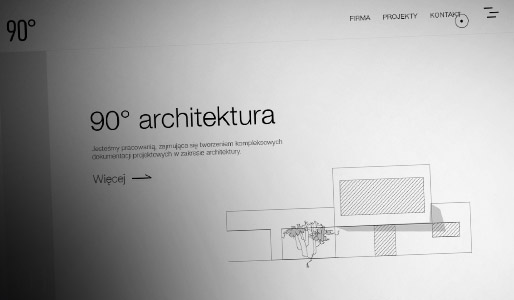 90°
FIRMA PROJEKTY KONTAKT
90° architektura
Jesteśmy pracownią, zajmującą się tworzeniem kompleksowych
dokumentacji projektowych w zakresie architektury.
Więcej